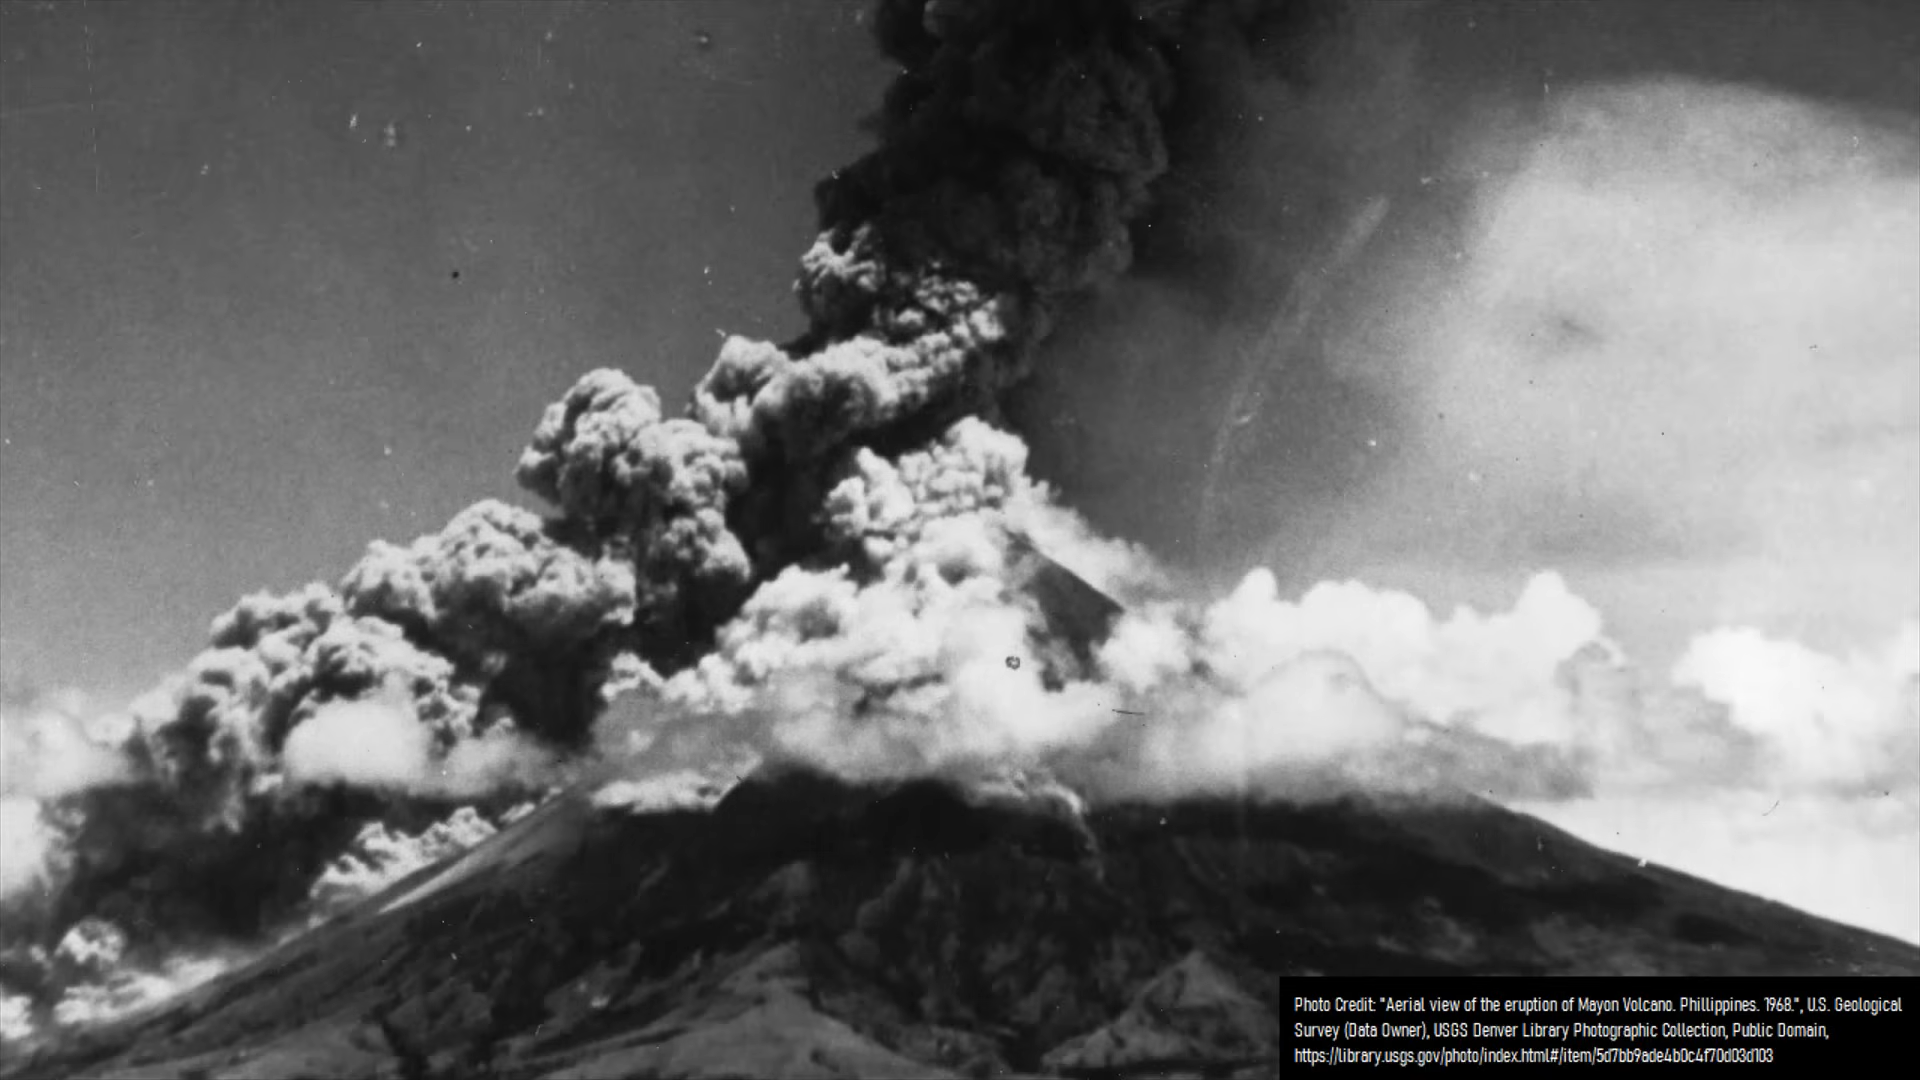 Photo Credit: "Aerial view of the eruption of Mayon Volcano. Phillippines. 1968.", U.S. Geological
Survey (Data Owner), USGS Denver Library Photographic Collection, Public Domain,
https://library.usgs.gov/photo/index.html#/item/5d7bb9ade4b0c4f70d03d103